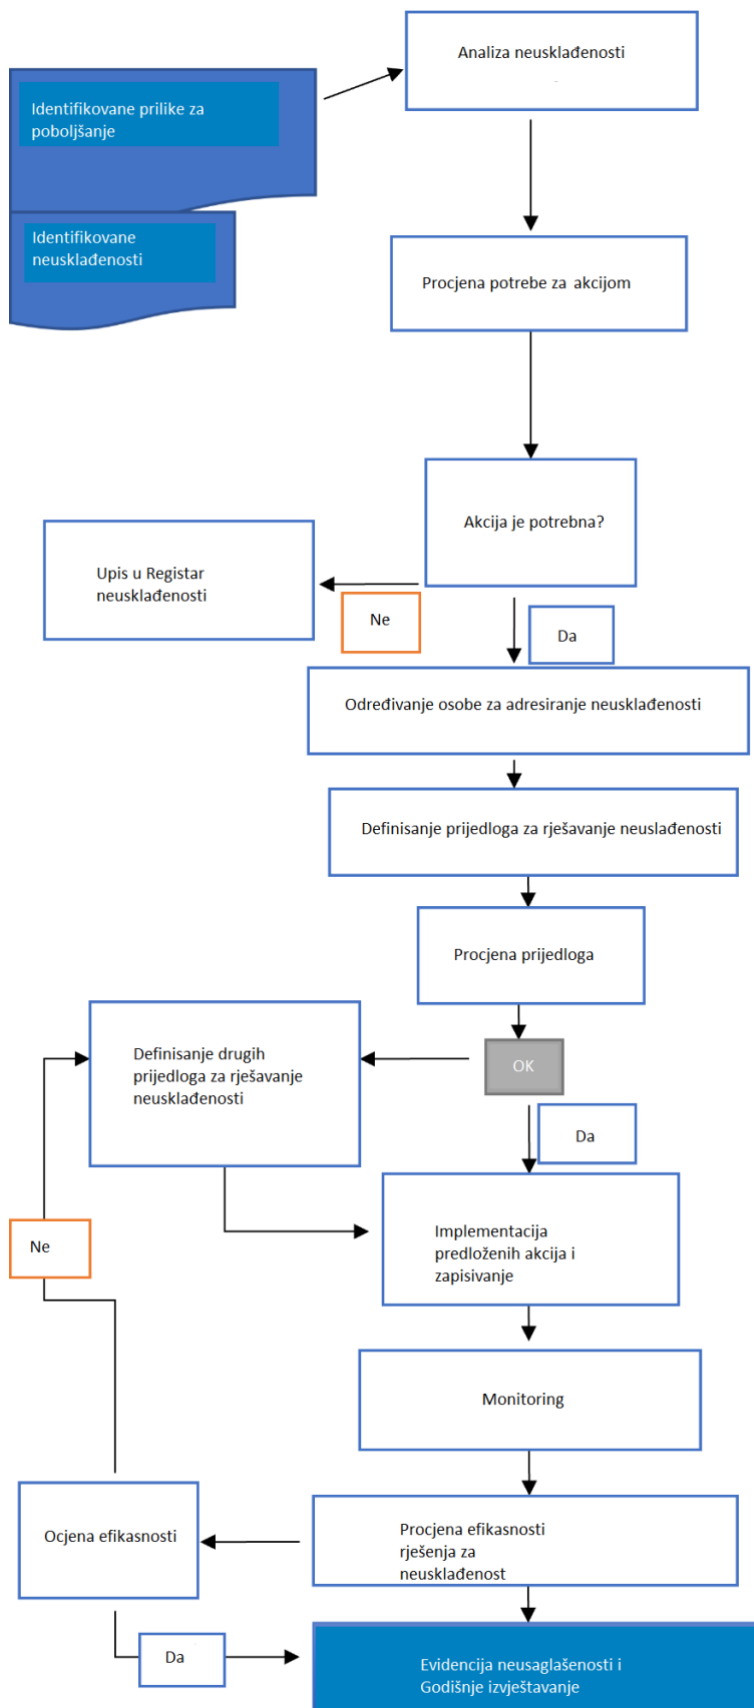 Analiza neusklađenosti
Identifikovane prilike za
poboljšanje
Identifikovane
neusklađenosti
Procjena potrebe za akcijom
Akcija je potrebna?
Upis u Registar
neusklađenosti
Ne
Da
Određivanje osobe za adresiranje neusklađenosti
Definisanje prijedloga za rješavanje neuslađenosti
Procjena prijedloga
Definisanje drugih
prijedloga za rješavanje
neusklađenosti
OK
Da
Implementacija
predloženih akcija i
zapisivanje
Ne
Monitoring
Ocjena efikasnosti
Procjena efikasnosti
rješenja za
neusklađenost
Da
Evidencija neusaglašenosti i
Godišnje izvještavanje